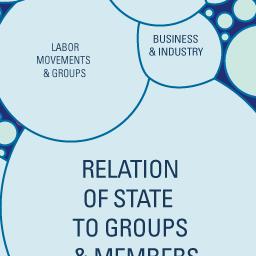 LABOR
MOVEMENTS
& GROUPS
BUSINESS
& INDUSTRY
RELATION
OF STATE
TO GROUPS
& MEMBERS